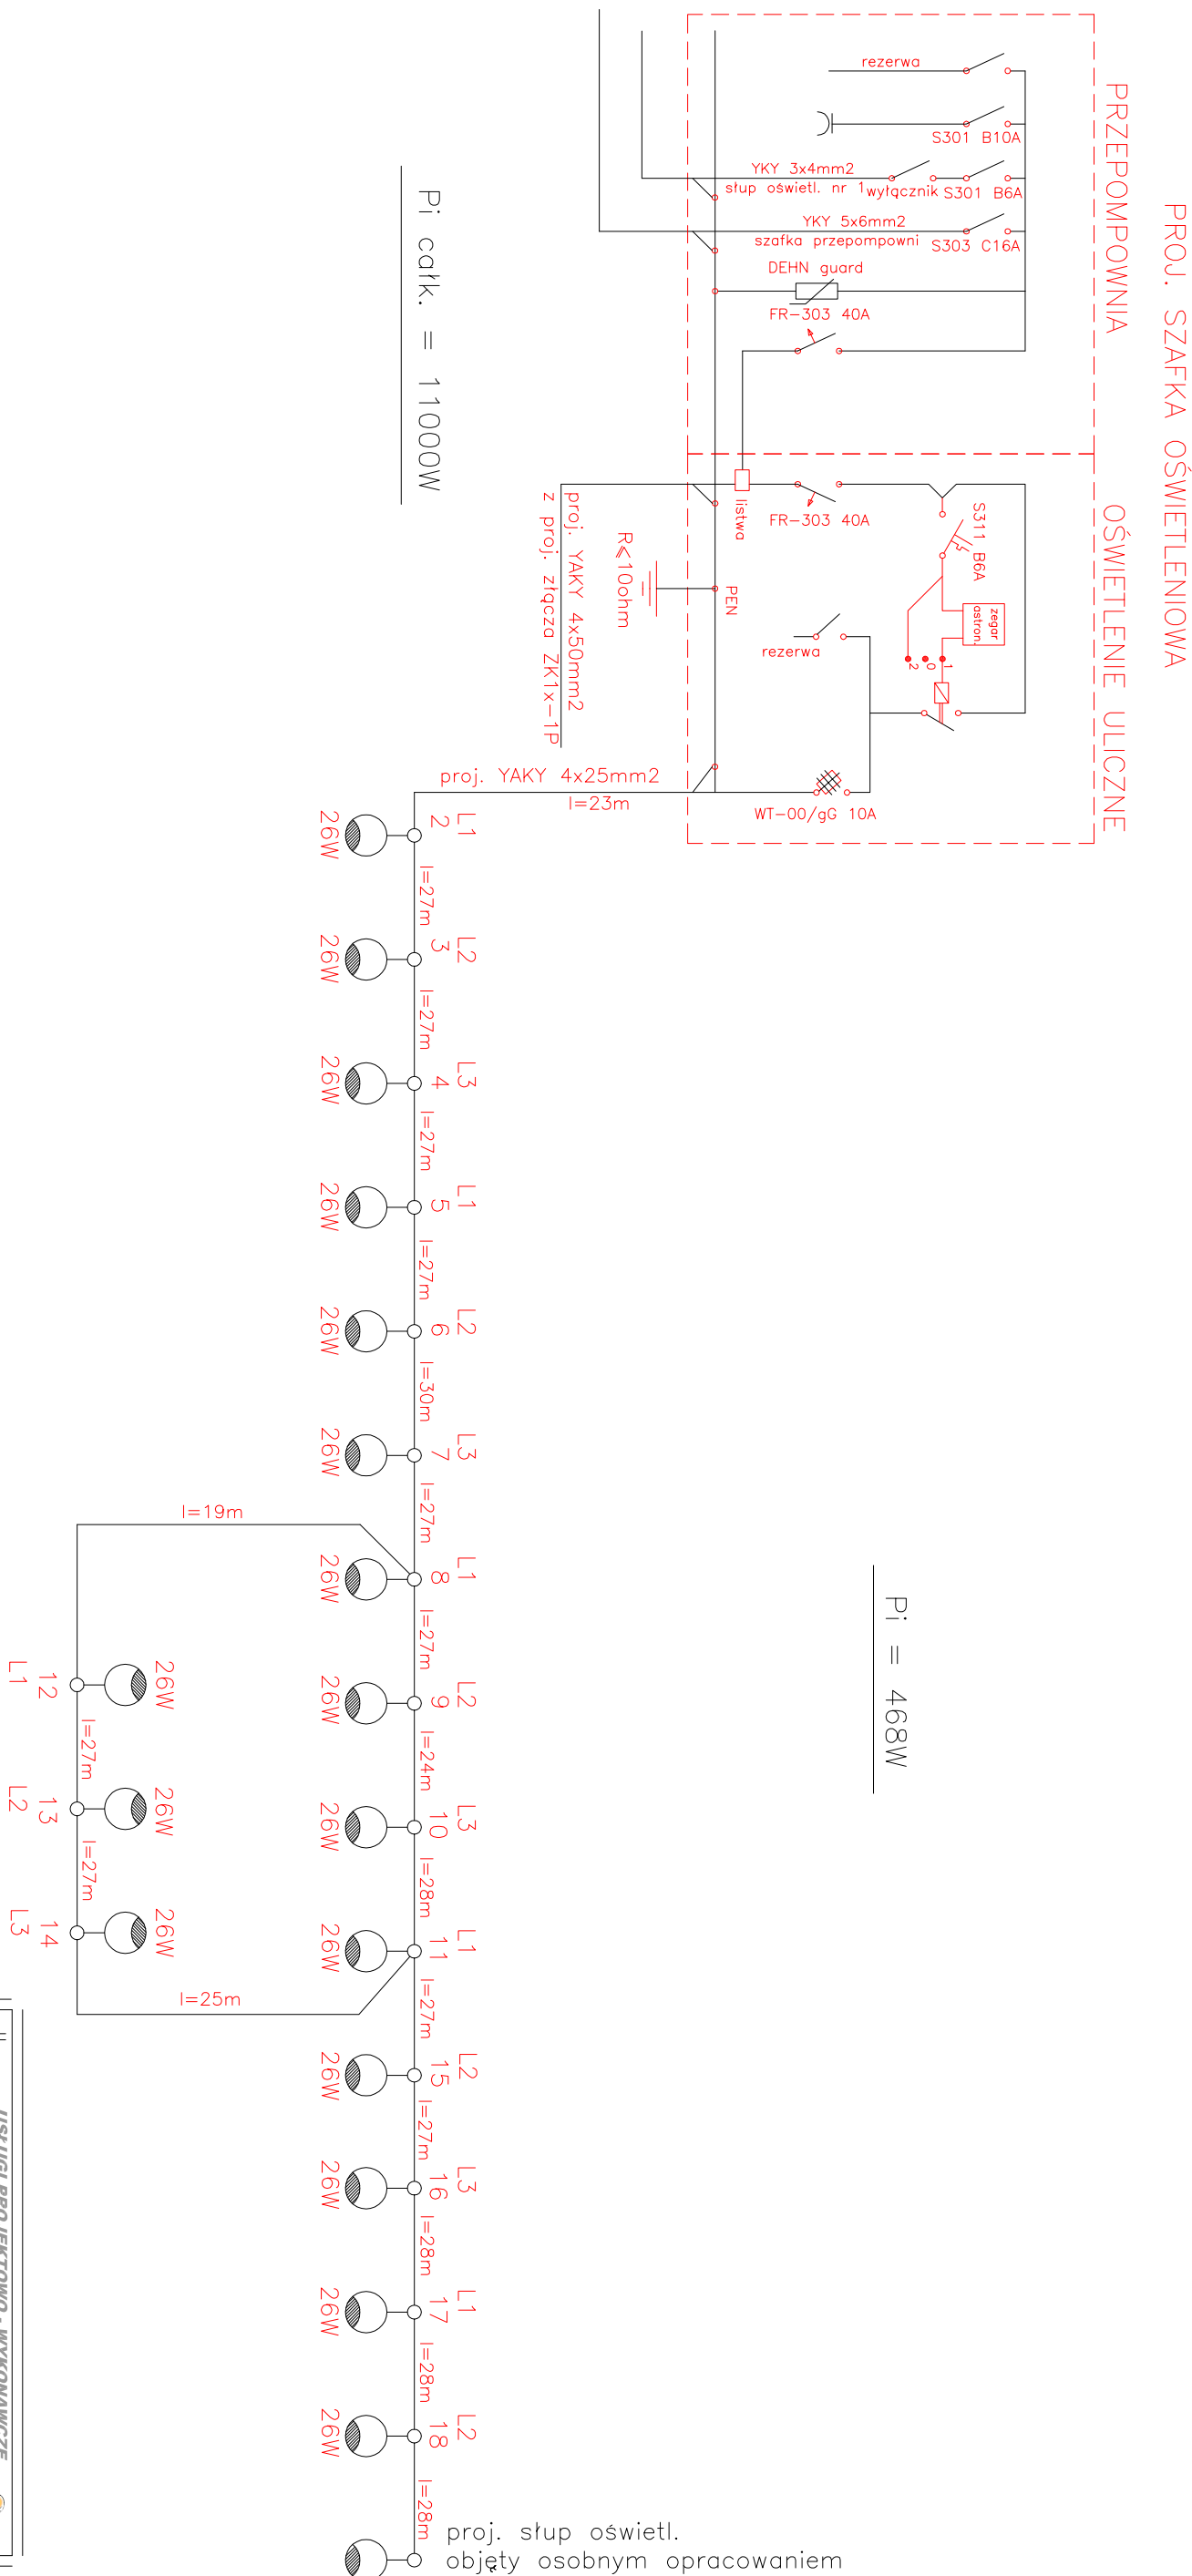 PROJ. SZAFKA OŚWIETLENIOWA
PRZEPOMPOWNIA
OŚWIETLENIE ULICZNE
rezerwa
S301 B10A
YKY 3x4mm2
słup oświetl. nr 1
wyłącznik
S301 B6A
YKY 5x6mm2
szafka przepompowni
S303 C16A
DEHN guard
FR-303 40A
listwa
FR-303 40A
S311 B6A
zegar
astron.
1
0
2
PEN
R≤10ohm
rezerwa
WT-00/gG 10A
proj. YAKY 4x50mm2
z proj. złącza ZK1x-1P
proj. YAKY 4x25mm2
l=23m
Pi całk. = 11000W
Pi = 468W
L1
2
26W
l=27m
L2
3
26W
l=27m
L3
4
26W
l=27m
L1
5
26W
l=27m
L2
6
26W
l=30m
L3
7
26W
l=27m
L1
8
26W
l=27m
L2
9
26W
l=24m
L3
10
26W
l=28m
L1
11
26W
l=27m
L2
15
26W
l=27m
L3
16
26W
l=28m
L1
17
26W
l=28m
L2
18
26W
l=28m
l=19m
26W
12
L1
l=27m
26W
13
L2
l=27m
26W
14
L3
l=25m
proj. słup oświetl.
objęty osobnym opracowaniem
USŁUGI PROJEKTOWO - WYKONAWCZE